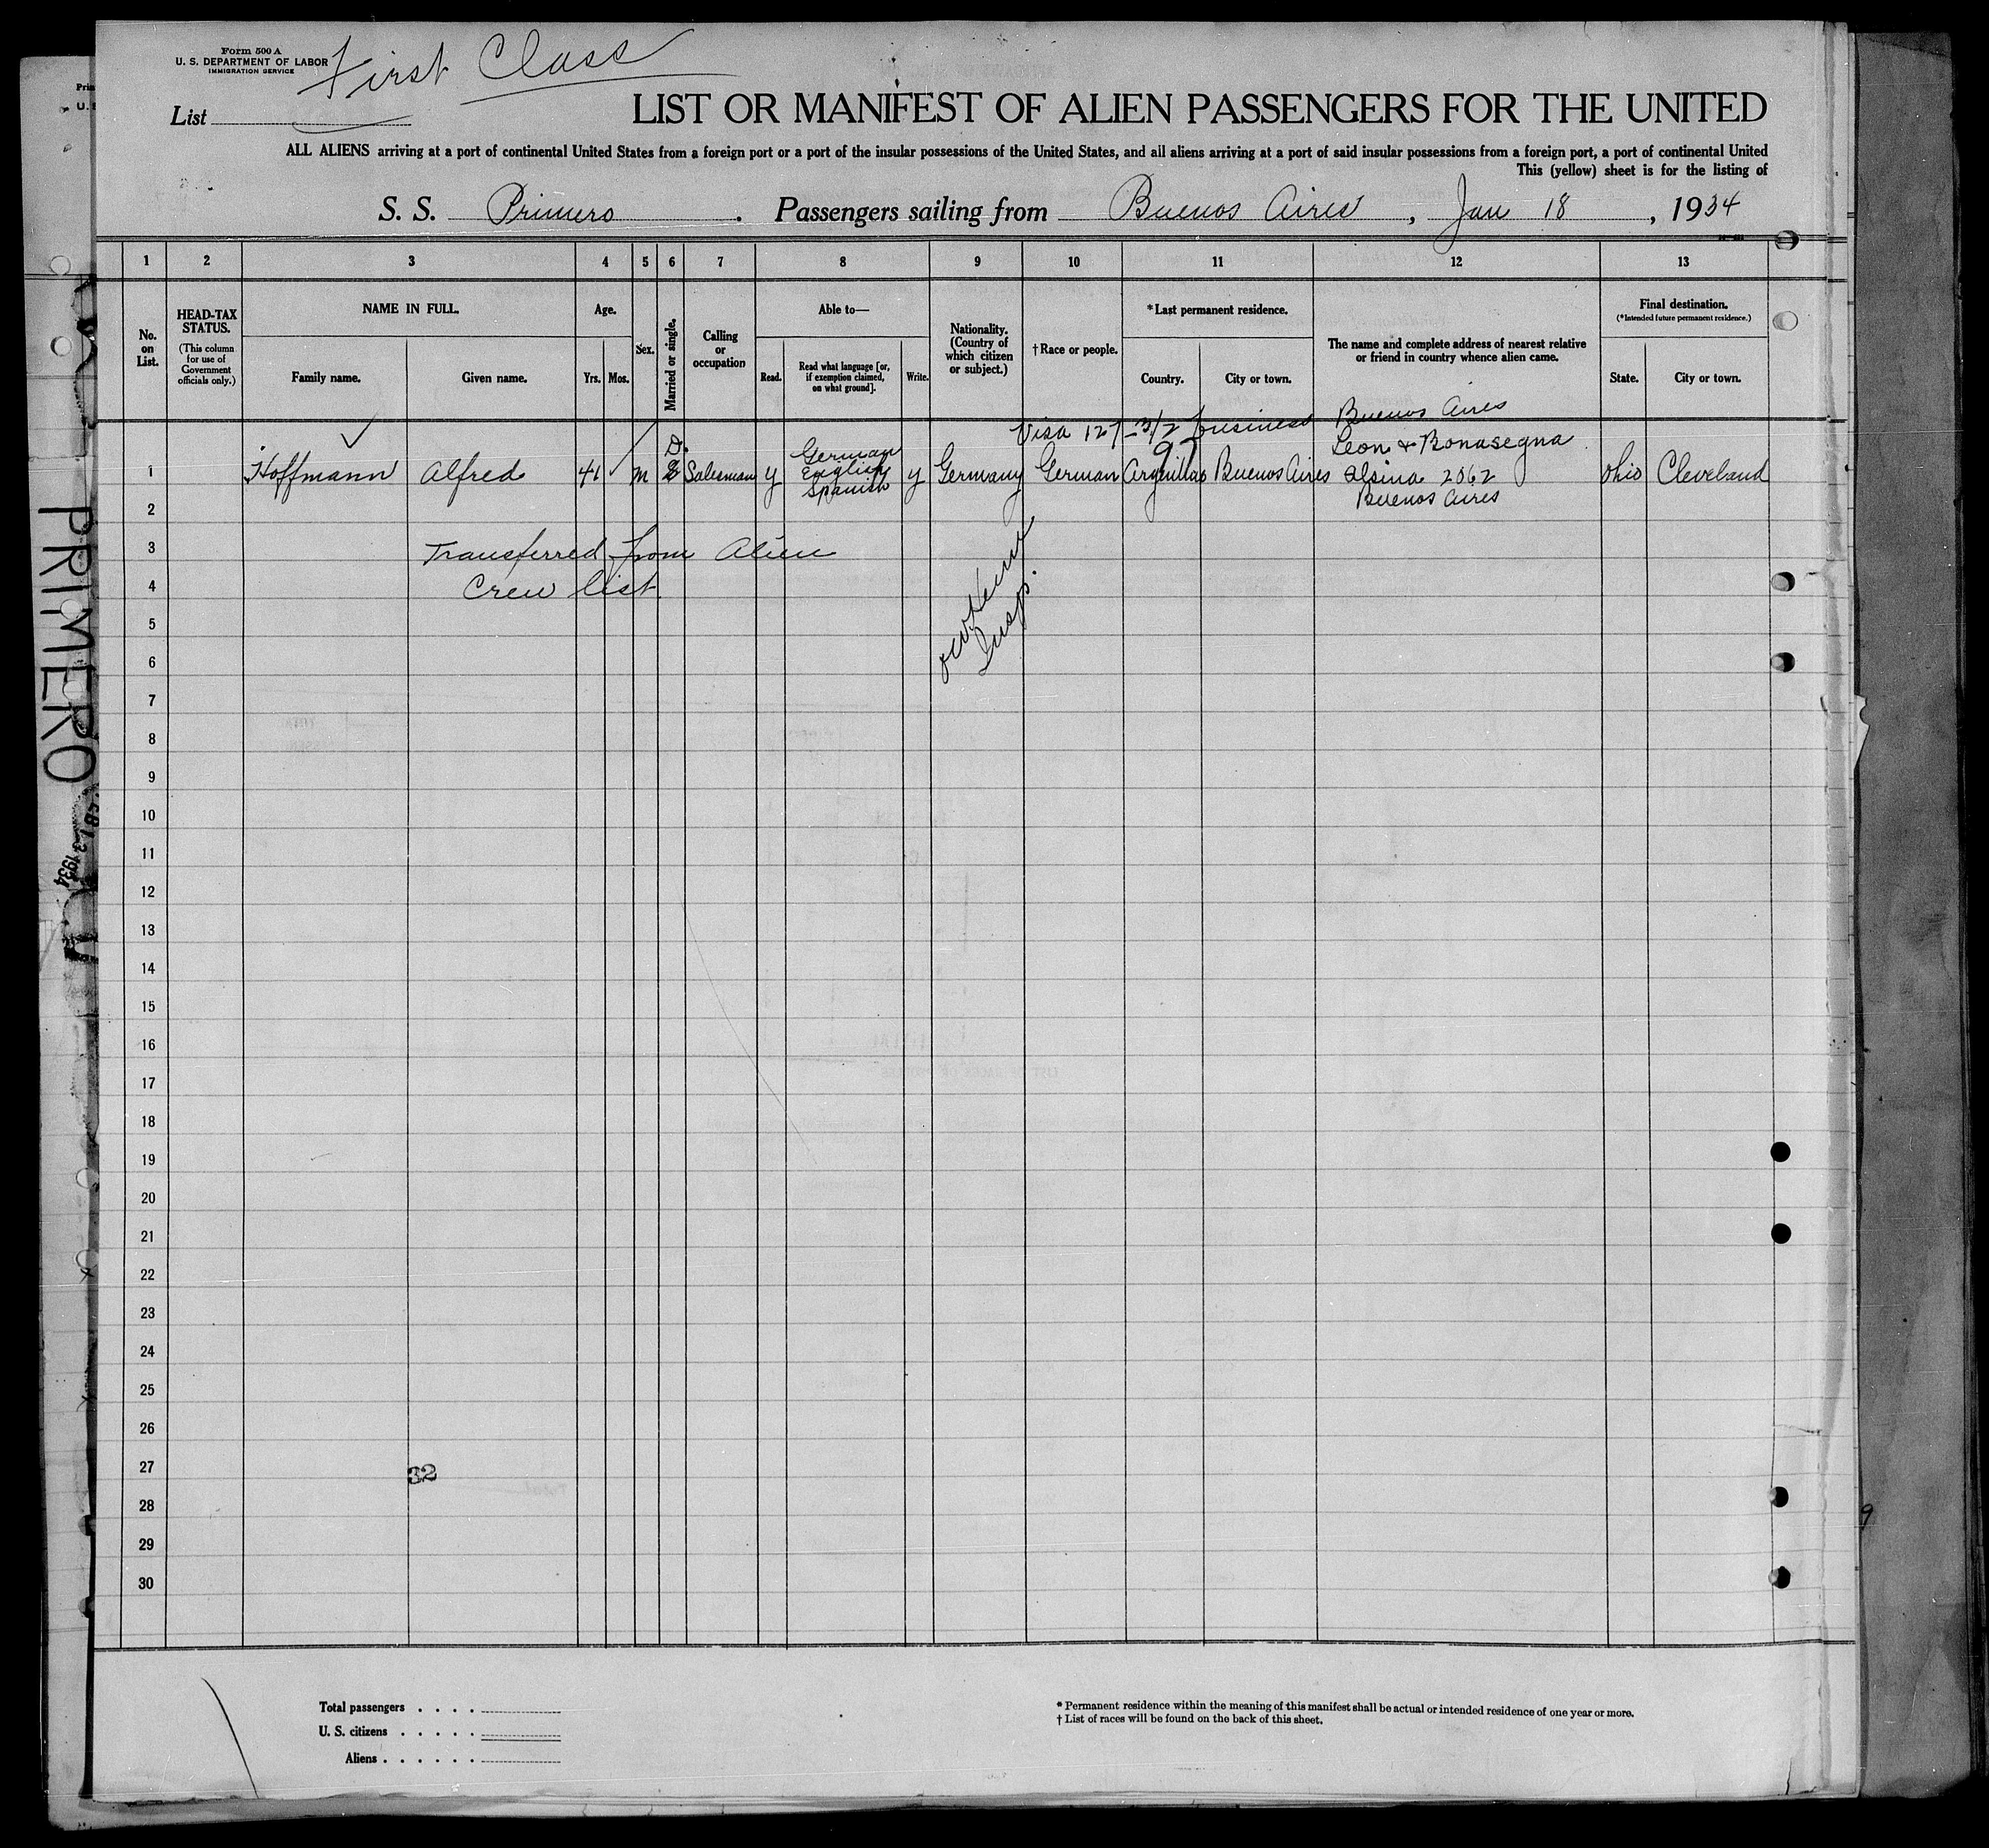 Form 500 A
U. S. DEPARTMENT OF LABOR
IMMIGRATION SERVICE
First Class
List
LIST OR MANIFEST OF ALIEN PASSENGERS FOR THE UNITED
ALL ALIENS arriving at a port of continental United States from a foreign port or a port of the insular possessions of the United States, and all aliens arriving at a port of said insular possessions from a foreign port, a port of continental United
This (yellow) sheet is for the listing of
S. S. Primero. Passengers sailing from Buenos Aires, Jan 18, 1934
1 2 3 4 5 6 7 8 9 10 11 12 13
No. on List.
HEAD-TAX STATUS.
(This column for use of Government officials only.)
NAME IN FULL.
Family name.
Given name.
Age.
Yrs.
Mos.
Sex.
Married or single.
Calling or occupation
Able to—
Read.
Read what language [or, if exemption claimed, on what ground].
Write.
Nationality. (Country of which citizen or subject.)
†Race or people.
*Last permanent residence.
Country.
City or town.
The name and complete address of nearest relative or friend in country whence alien came.
Final destination.
(*Intended future permanent residence.)
State.
City or town.
Visa 127 - 3/2 business
Buenos Aires
1 Hoffmann Alfred 41 m D. Salesman y German English Spanish y Germany German Buenos Aires Leon & Bonasegna Alsina 2062 Buenos Aires Ohio Cleveland
2
3 Transferred from Alien
4 Crew list.
Insp.
5
6
7
8
9
10
11
12
13
14
15
16
17
18
19
20
21
22
23
24
25
26
27
32
28
29
30
Total passengers
U. S. citizens
Aliens
* Permanent residence within the meaning of this manifest shall be actual or intended residence of one year or more.
† List of races will be found on the back of this sheet.
PRIMERO
1934
9